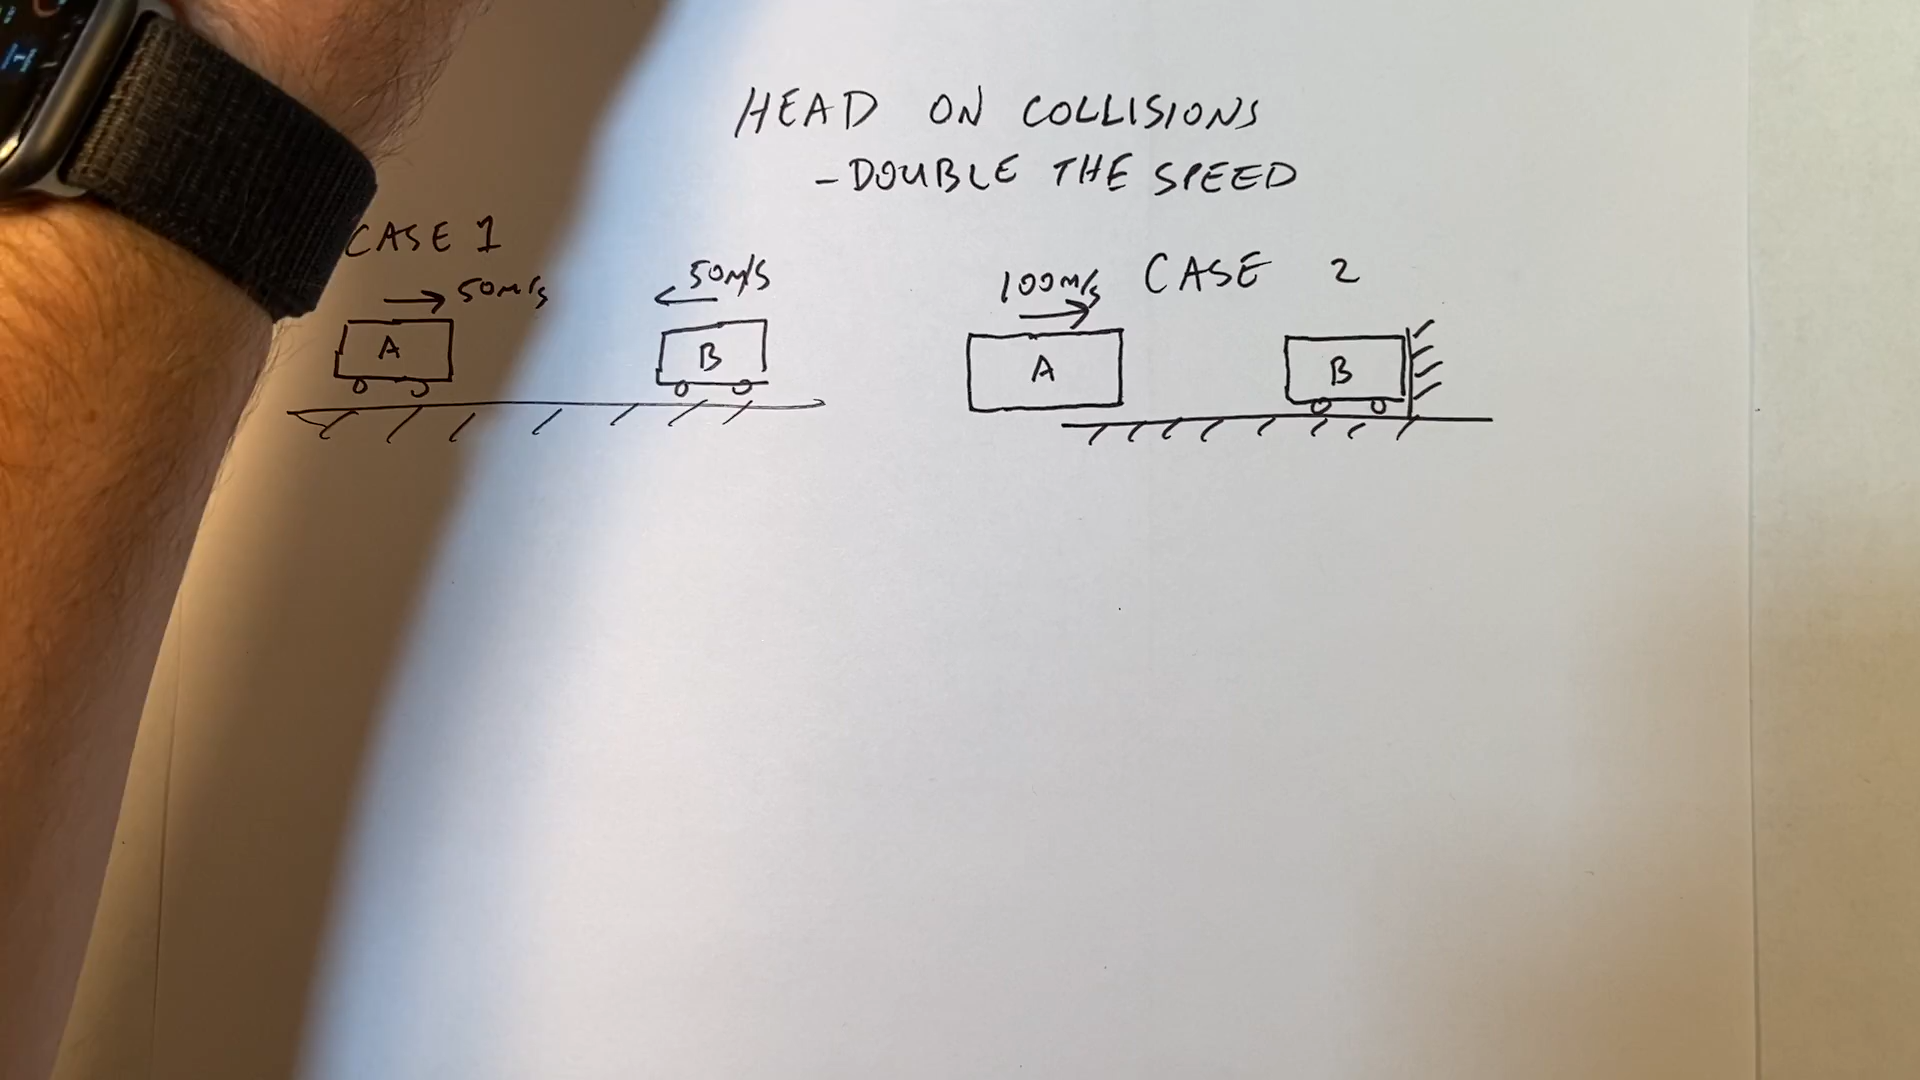 HEAD ON COLLISIONS
- DOUBLE THE SPEED
CASE 1
50m/s
50m/s
A
B
100m/s
CASE 2
A
B